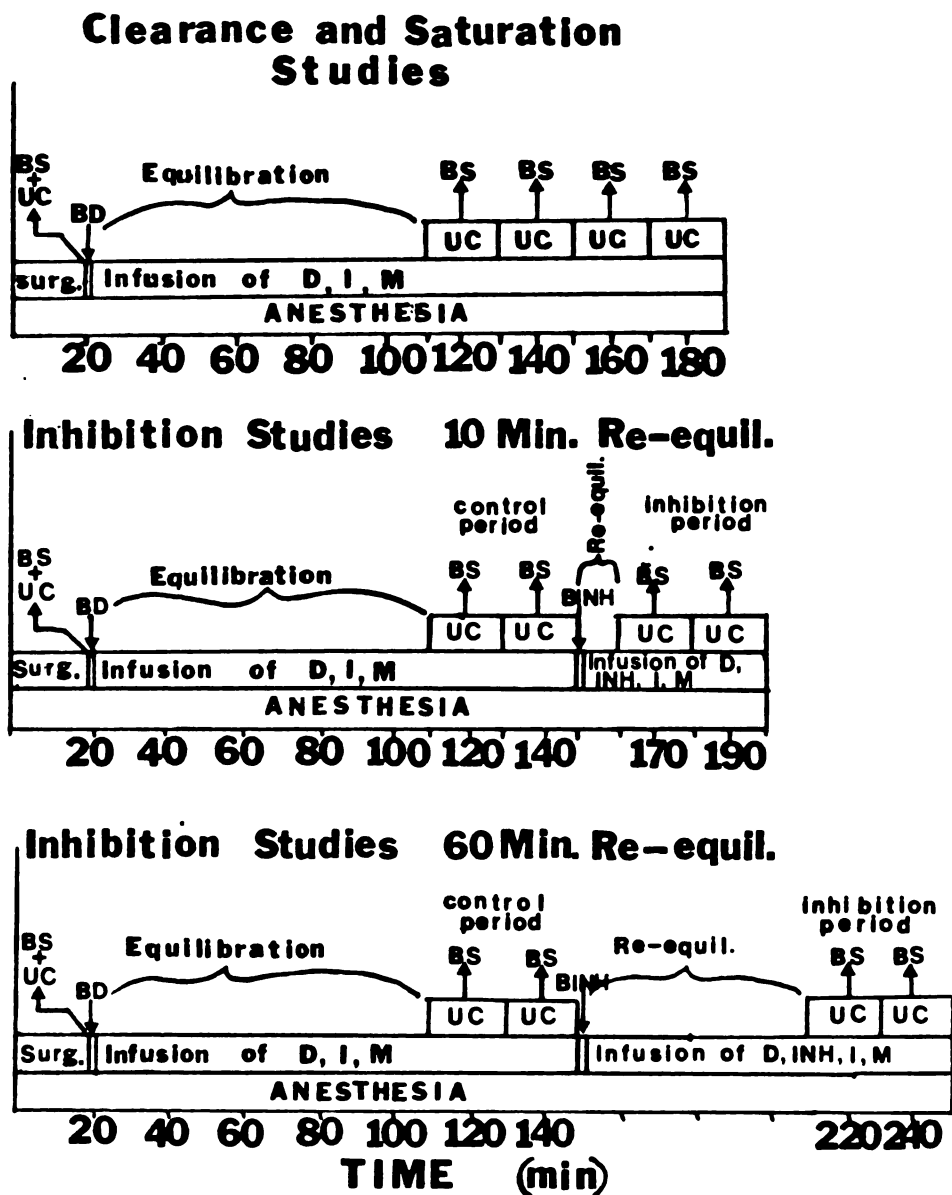 Clearance and Saturation
Studies
BS
+
UC
BD
Equilibration
BS BS BS BS
UC UC UC UC
surg. Infusion of D, I, M
ANESTHESIA
20 40 60 80 100 120 140 160 180
Inhibition Studies 10 Min. Re-equil.
BS
+
UC
BD
Equilibration
control
period
Re-equil.
inhibition
period
BS BS BINH BS BS
UC UC UC UC
Surg. Infusion of D, I, M
Infusion of D,
INH, I, M
ANESTHESIA
20 40 60 80 100 120 140 170 190
Inhibition Studies 60 Min. Re-equil.
BS
+
UC
BD
Equilibration
control
period
Re-equil.
inhibition
period
BS BS BINH BS BS
UC UC UC UC
Surg. Infusion of D, I, M Infusion of D, INH, I, M
ANESTHESIA
20 40 60 80 100 120 140 220 240
TIME (min)